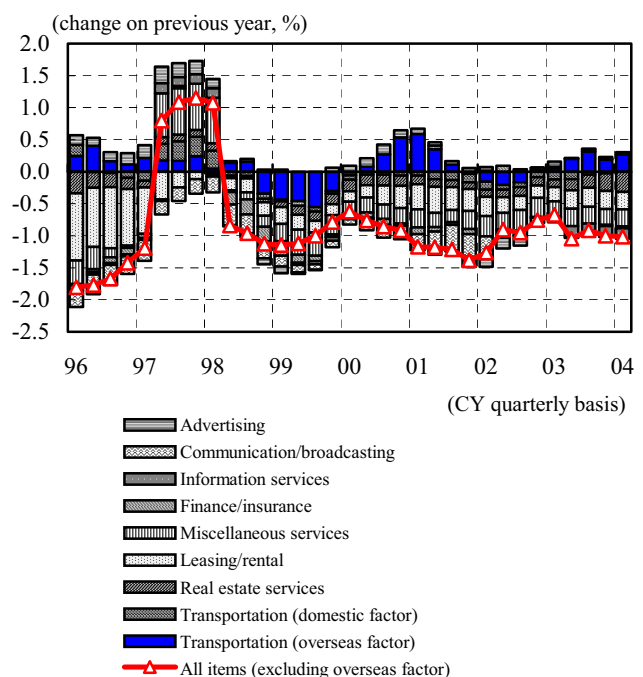 (change on previous year, %)
2.0
1.5
1.0
0.5
0.0
-0.5
-1.0
-1.5
-2.0
-2.5
96 97 98 99 00 01 02 03 04
(CY quarterly basis)
Advertising
Communication/broadcasting
Information services
Finance/insurance
Miscellaneous services
Leasing/rental
Real estate services
Transportation (domestic factor)
Transportation (overseas factor)
All items (excluding overseas factor)